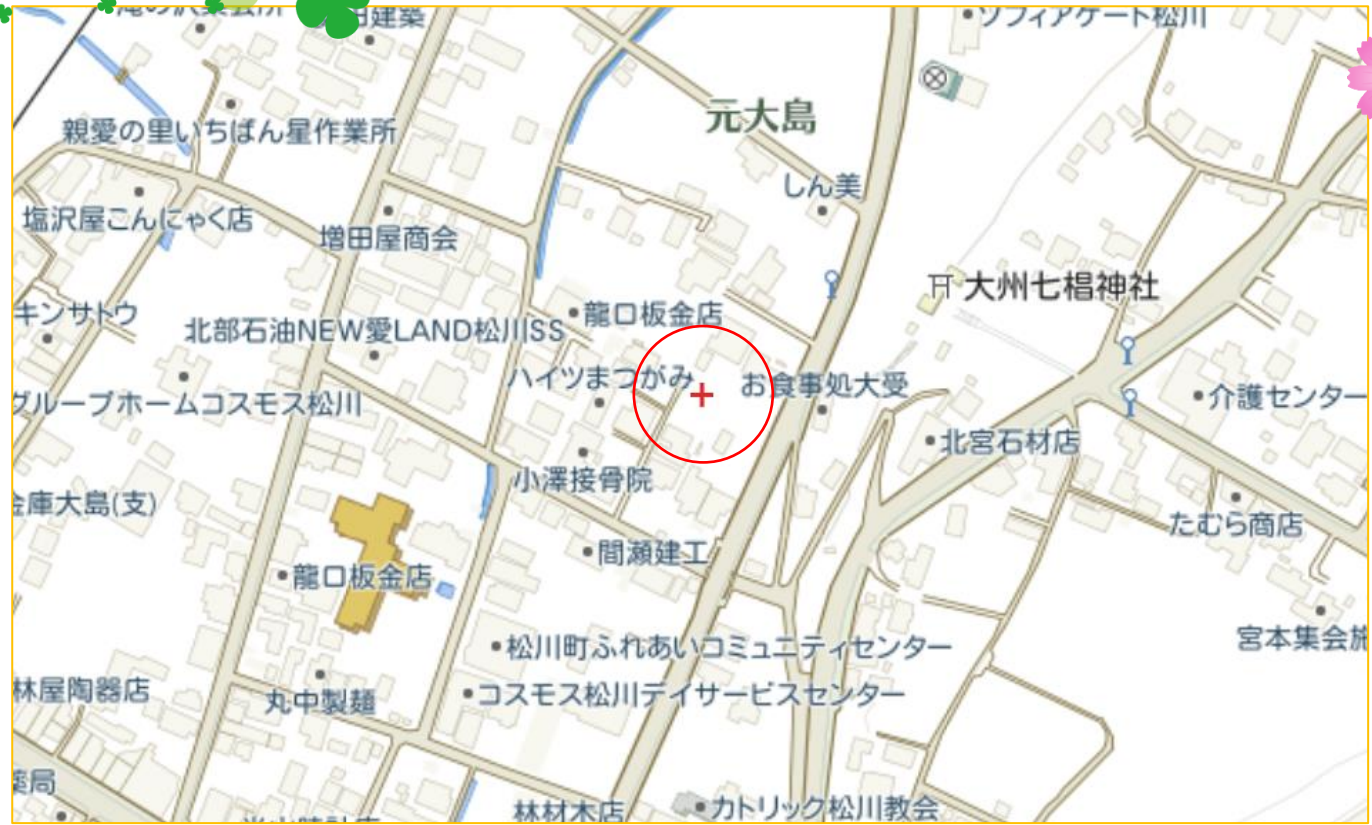 日建築
ソフィアゲート松川
元大島
親愛の里いちばん星作業所
しん美
塩沢屋こんにゃく店
増田屋商会
大州七椙神社
キンサトウ
龍口板金店
北部石油NEW愛LAND松川SS
ハイツまつがみ
お食事処大受
グループホームコスモス松川
介護センター
北宮石材店
小澤接骨院
金庫大島(支)
たむら商店
間瀬建工
龍口板金店
松川町ふれあいコミュニティセンター
宮本集会施
林屋陶器店
丸中製麺
コスモス松川デイサービスセンター
薬局
林材木店
カトリック松川教会